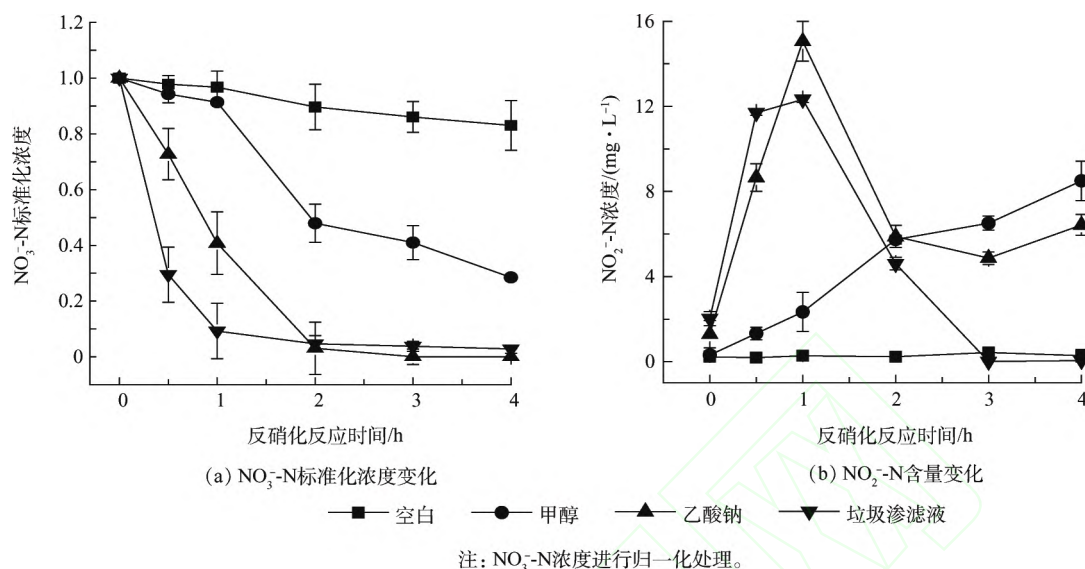 1.2
1.0
0.8
0.6
0.4
0.2
0
NO₃⁻-N标准化浓度
0 1 2 3 4
反硝化反应时间/h
(a) NO₃⁻-N标准化浓度变化
16
12
8
4
0
NO₂⁻-N浓度/(mg·L⁻¹)
0 1 2 3 4
反硝化反应时间/h
(b) NO₂⁻-N含量变化
空白 甲醇 乙酸钠 垃圾渗滤液
注: NO₃⁻-N浓度进行归一化处理。